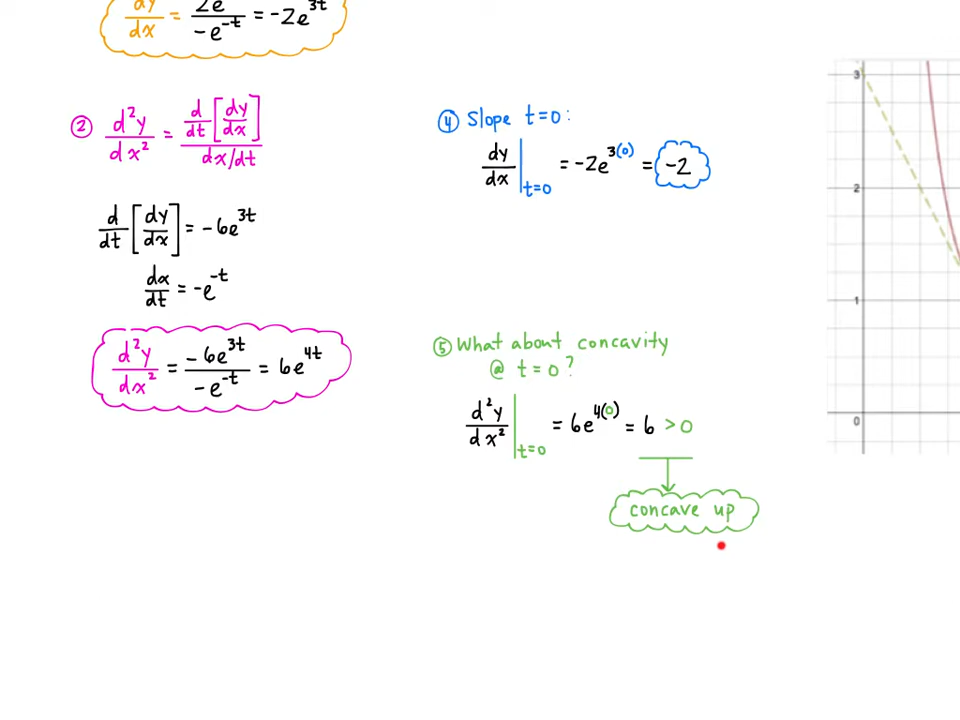 dy/dx = 2e/-e^-t = -2e^3t
② d²y/dx² = d/dt [dy/dx] / dx/dt
d/dt [dy/dx] = -6e^3t
dx/dt = -e^-t
d²y/dx² = -6e^3t/-e^-t = 6e^4t
④ Slope t=0:
dy/dx |t=0 = -2e^3(0) = -2
⑤ What about concavity
@ t=0?
d²y/dx² |t=0 = 6e^4(0) = 6 >0
concave up
3
2
1
0